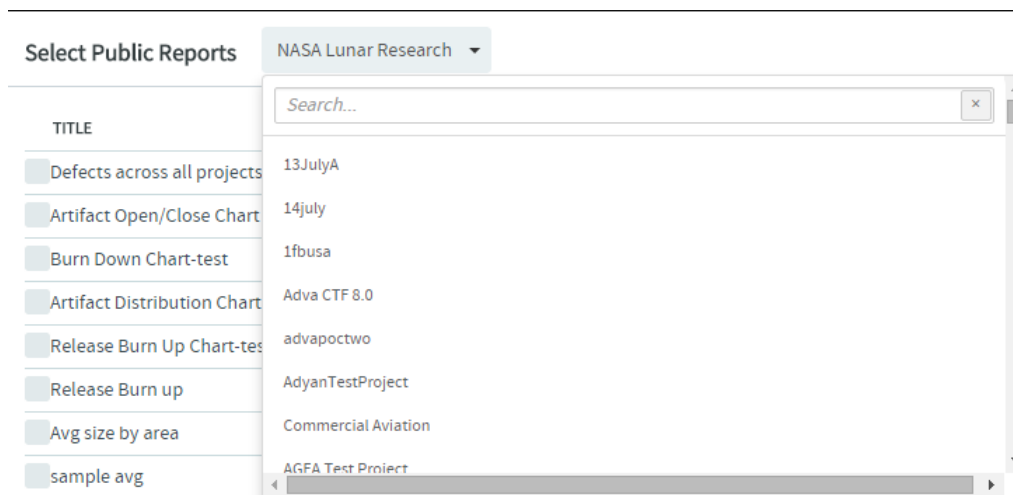 Select Public Reports
NASA Lunar Research
Search...
TITLE
Defects across all projects
Artifact Open/Close Chart
Burn Down Chart-test
Artifact Distribution Chart
Release Burn Up Chart-tes
Release Burn up
Avg size by area
sample avg
13JulyA
14july
1fbusa
Adva CTF 8.0
advapoctwo
AdyanTestProject
Commercial Aviation
AGFA Test Project